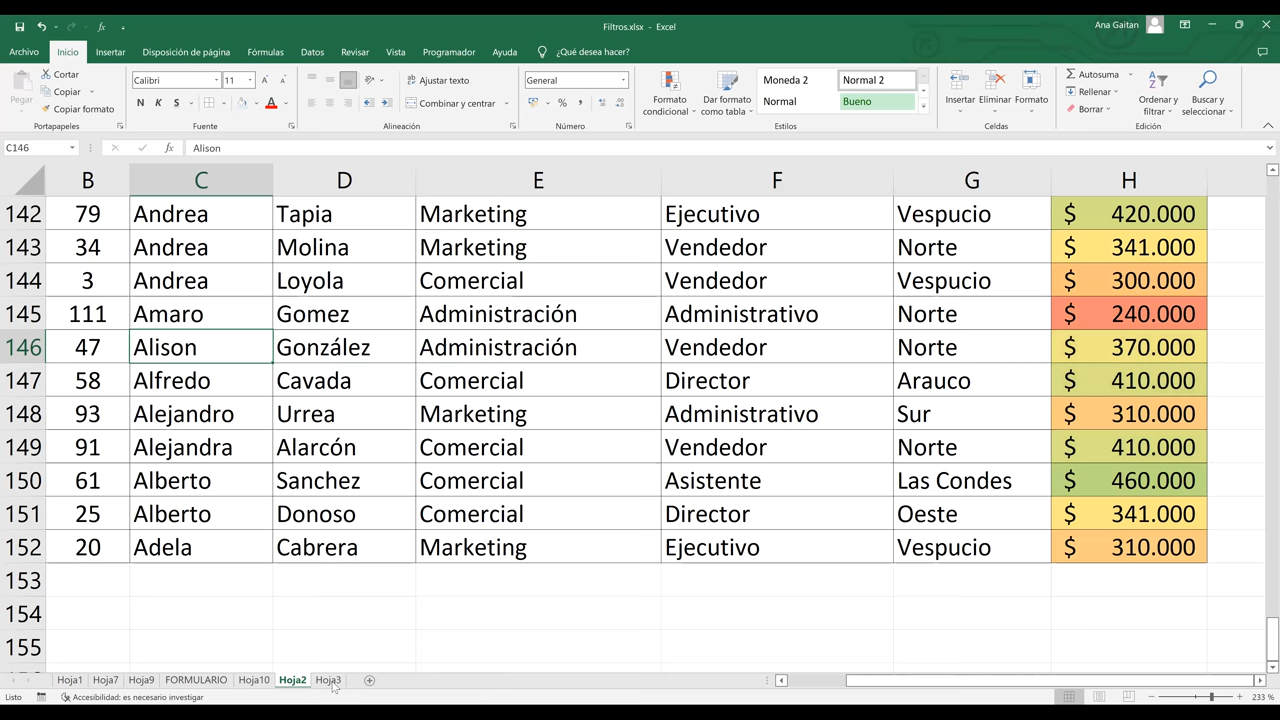 Filtros.xlsx - Excel
Ana Gaitan
Archivo Inicio Insertar Disposición de página Fórmulas Datos Revisar Vista Programador Ayuda ¿Qué desea hacer?
Pegar
Cortar
Copiar
Copiar formato
Portapapeles
Calibri 11
N K S
Fuente
Ajustar texto
Combinar y centrar
Alineación
General
% 
Número
Formato condicional
Dar formato como tabla
Moneda 2 Normal 2
Normal Bueno
Estilos
Insertar Eliminar Formato
Celdas
Autosuma
Rellenar
Borrar
Ordenar y filtrar
Buscar y seleccionar
Edición
C146 fx Alison
B C D E F G H
142 79 Andrea Tapia Marketing Ejecutivo Vespucio $ 420.000
143 34 Andrea Molina Marketing Vendedor Norte $ 341.000
144 3 Andrea Loyola Comercial Vendedor Vespucio $ 300.000
145 111 Amaro Gomez Administración Administrativo Norte $ 240.000
146 47 Alison González Administración Vendedor Norte $ 370.000
147 58 Alfredo Cavada Comercial Director Arauco $ 410.000
148 93 Alejandro Urrea Marketing Administrativo Sur $ 310.000
149 91 Alejandra Alarcón Comercial Vendedor Norte $ 410.000
150 61 Alberto Sanchez Comercial Asistente Las Condes $ 460.000
151 25 Alberto Donoso Comercial Director Oeste $ 341.000
152 20 Adela Cabrera Marketing Ejecutivo Vespucio $ 310.000
153
154
155
Hoja1 Hoja7 Hoja9 FORMULARIO Hoja10 Hoja2 Hoja3
Listo Accesibilidad: es necesario investigar 233 %